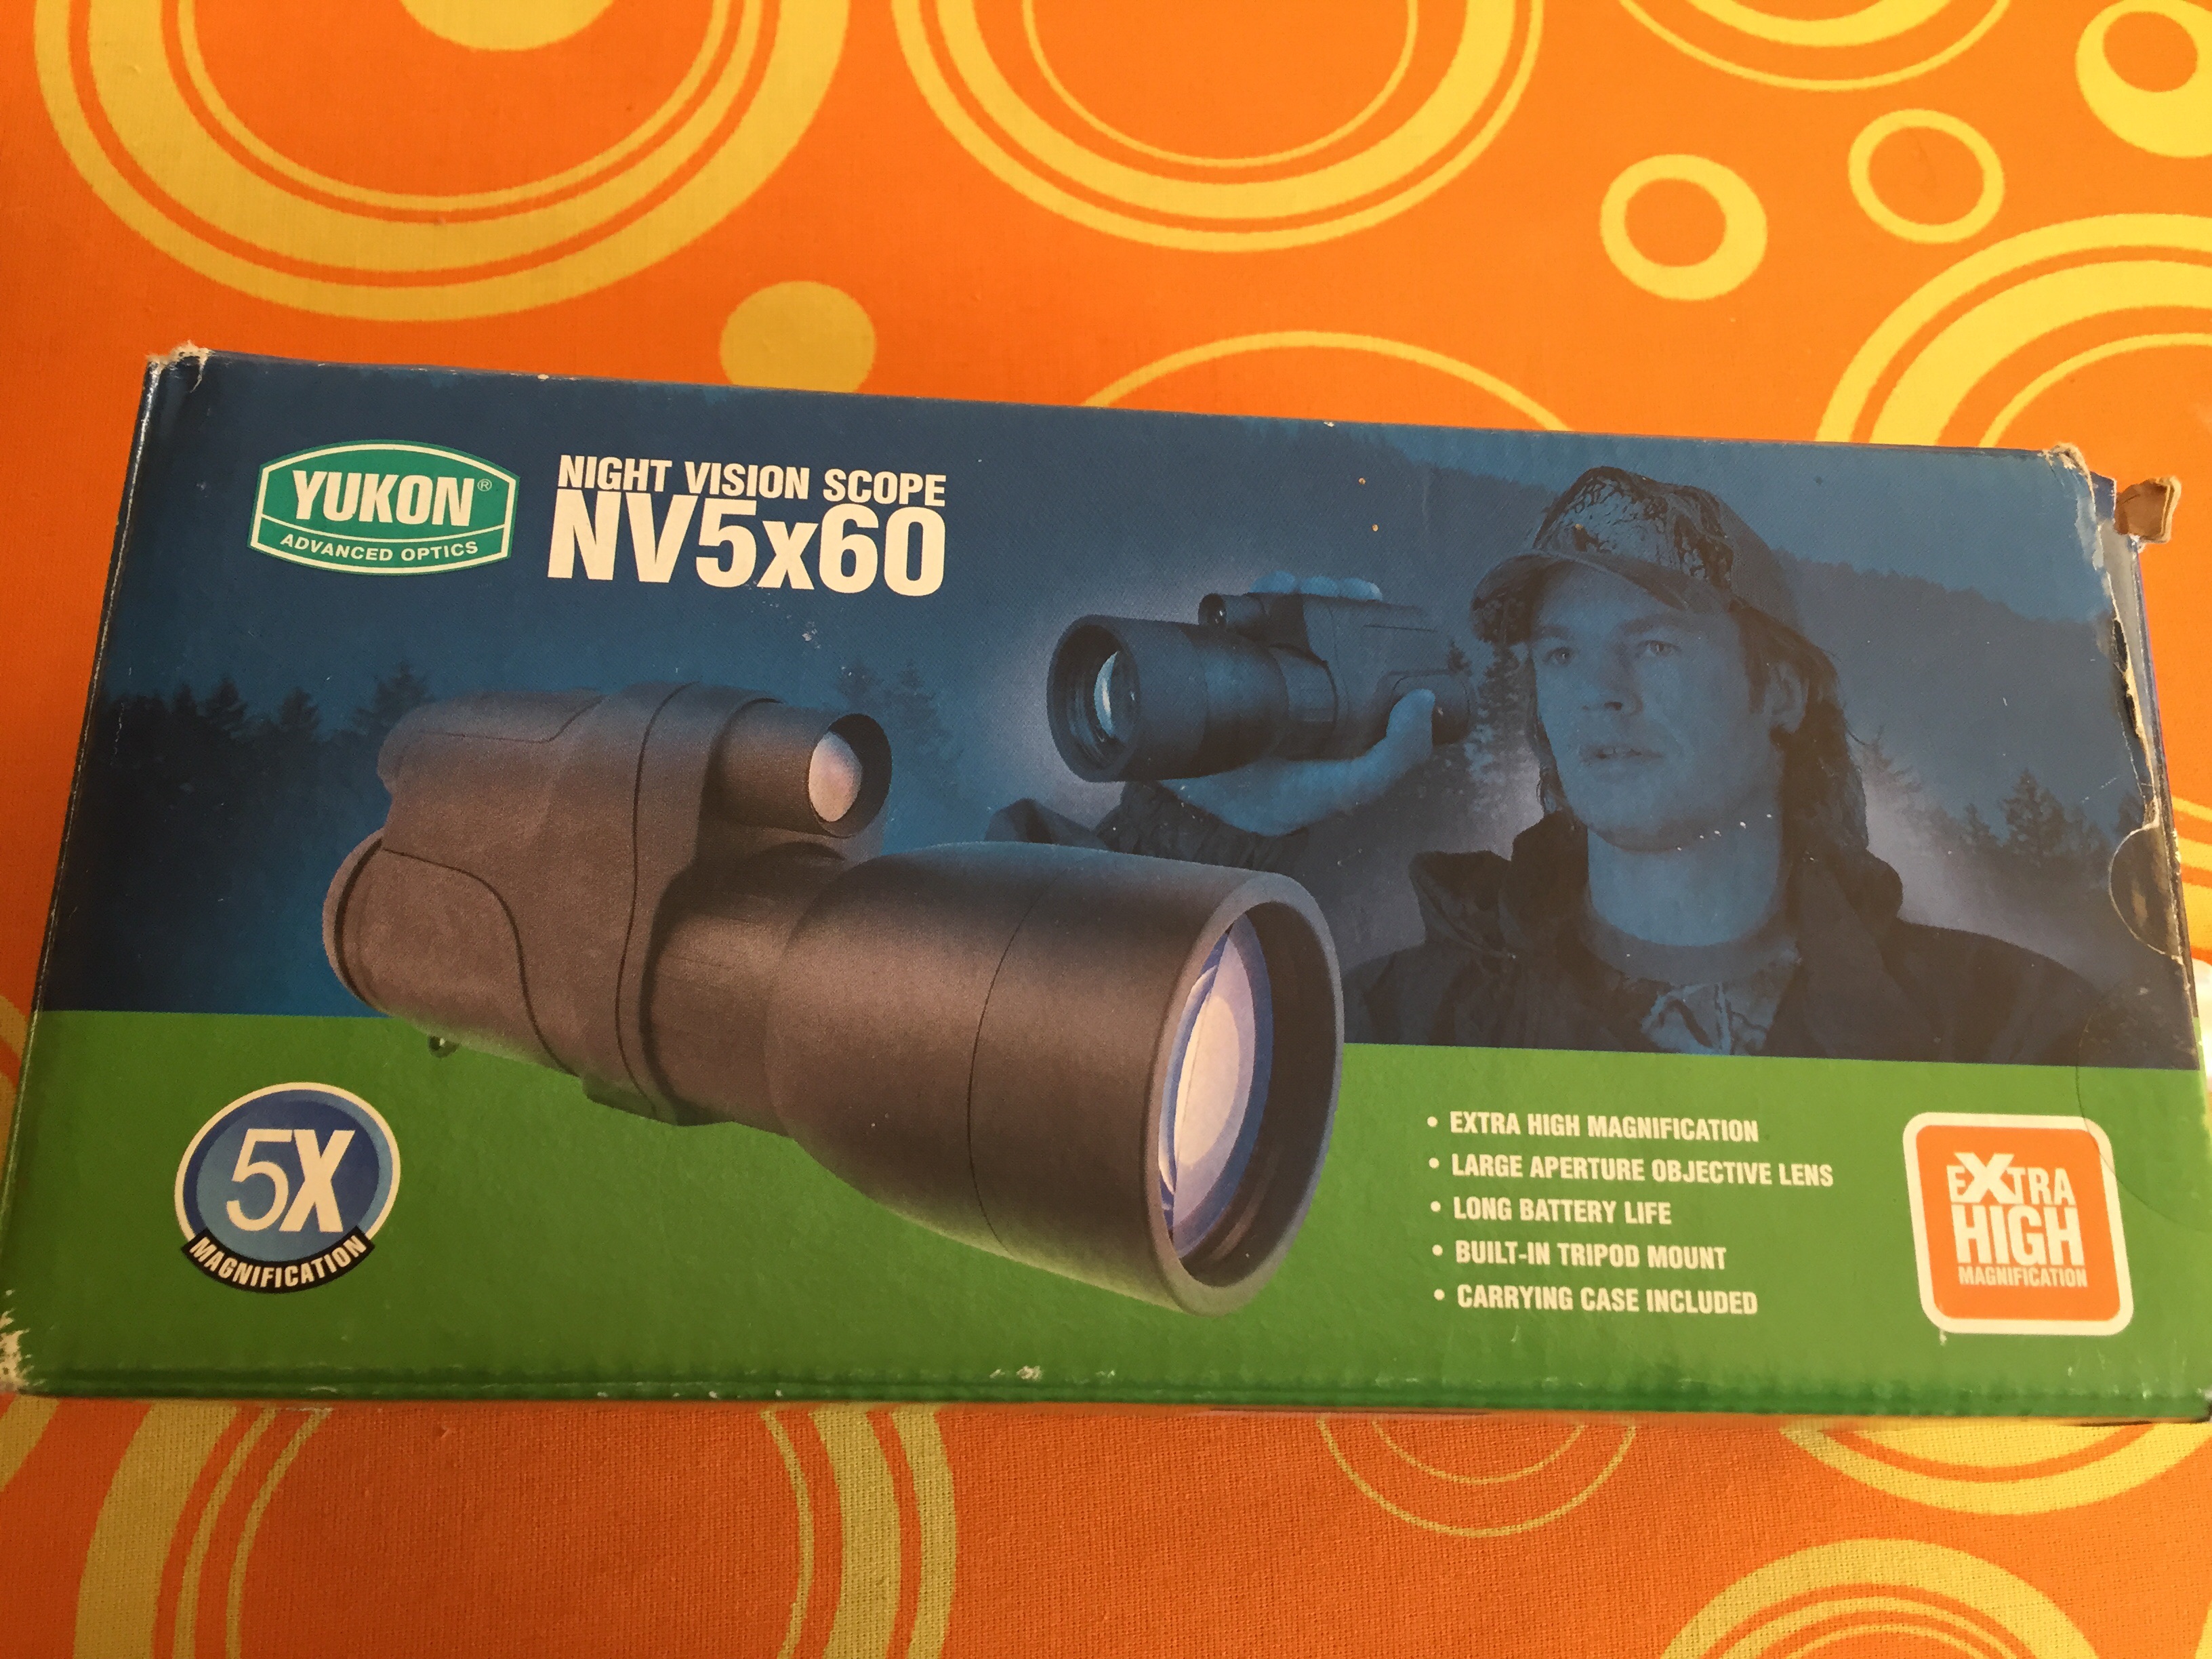 YUKON®
ADVANCED OPTICS
NIGHT VISION SCOPE
NV5x60
5X
MAGNIFICATION
• EXTRA HIGH MAGNIFICATION
• LARGE APERTURE OBJECTIVE LENS
• LONG BATTERY LIFE
• BUILT-IN TRIPOD MOUNT
• CARRYING CASE INCLUDED
EXTRA
HIGH
MAGNIFICATION